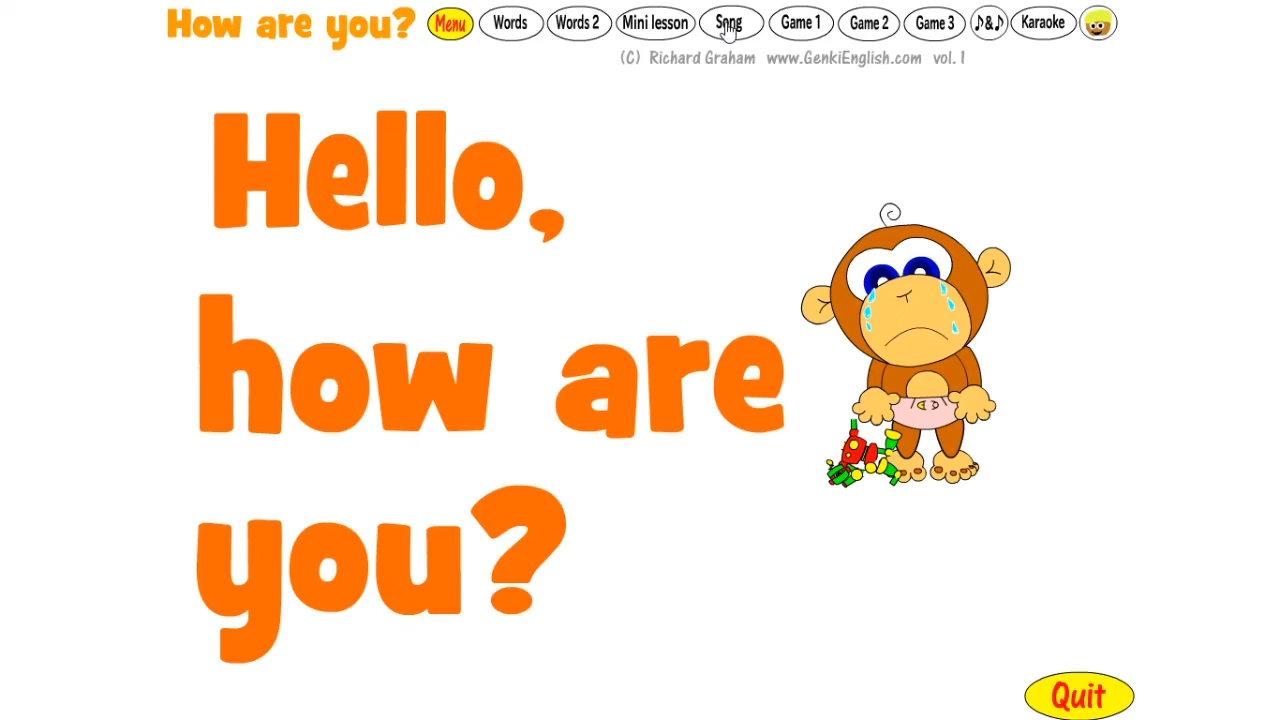 How are you? Menu Words Words 2 Mini lesson Song Game 1 Game 2 Game 3 ♪&♪ Karaoke
(C) Richard Graham www.GenkiEnglish.com vol. 1
Hello,
how are
you?
Quit